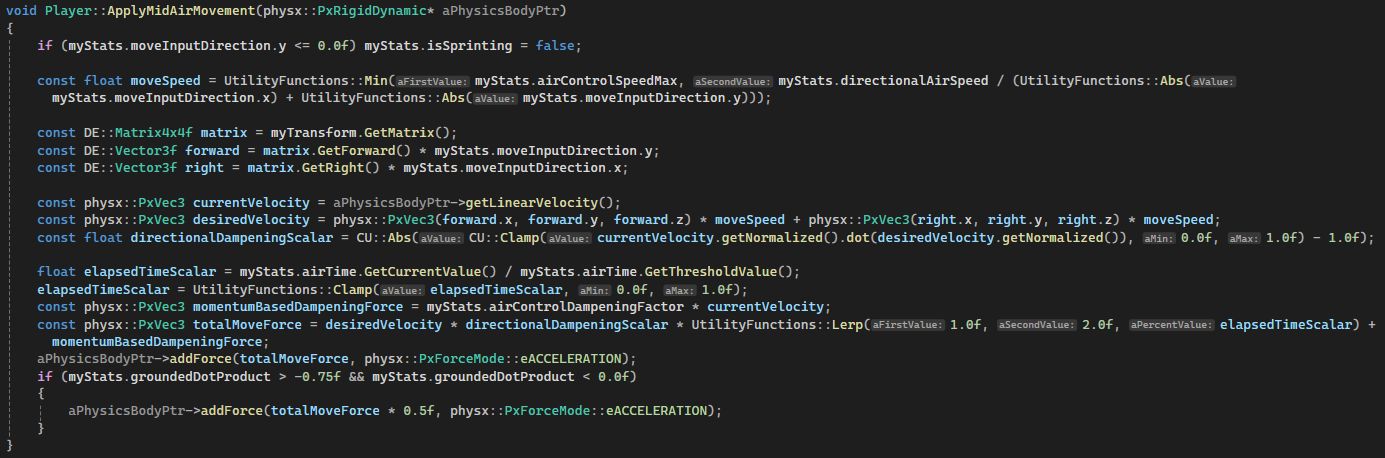 void Player::ApplyMidAirMovement(physx::PxRigidDynamic* aPhysicsBodyPtr)
{
if (myStats.moveInputDirection.y <= 0.0f) myStats.isSprinting = false;
const float moveSpeed = UtilityFunctions::Min(aFirstValue: myStats.airControlSpeedMax, aSecondValue: myStats.directionalAirSpeed / (UtilityFunctions::Abs(aValue:
myStats.moveInputDirection.x) + UtilityFunctions::Abs(aValue: myStats.moveInputDirection.y)));
const DE::Matrix4x4f matrix = myTransform.GetMatrix();
const DE::Vector3f forward = matrix.GetForward() * myStats.moveInputDirection.y;
const DE::Vector3f right = matrix.GetRight() * myStats.moveInputDirection.x;
const physx::PxVec3 currentVelocity = aPhysicsBodyPtr->getLinearVelocity();
const physx::PxVec3 desiredVelocity = physx::PxVec3(forward.x, forward.y, forward.z) * moveSpeed + physx::PxVec3(right.x, right.y, right.z) * moveSpeed;
const float directionalDampeningScalar = CU::Abs(aValue: CU::Clamp(aValue: currentVelocity.getNormalized().dot(desiredVelocity.getNormalized()), aMin: 0.0f, aMax: 1.0f) - 1.0f);
float elapsedTimeScalar = myStats.airTime.GetCurrentValue() / myStats.airTime.GetThresholdValue();
elapsedTimeScalar = UtilityFunctions::Clamp(aValue: elapsedTimeScalar, aMin: 0.0f, aMax: 1.0f);
const physx::PxVec3 momentumBasedDampeningForce = myStats.airControlDampeningFactor * currentVelocity;
const physx::PxVec3 totalMoveForce = desiredVelocity * directionalDampeningScalar * UtilityFunctions::Lerp(aFirstValue: 1.0f, aSecondValue: 2.0f, aPercentValue: elapsedTimeScalar) +
momentumBasedDampeningForce;
aPhysicsBodyPtr->addForce(totalMoveForce, physx::PxForceMode::eACCELERATION);
if (myStats.groundedDotProduct > -0.75f && myStats.groundedDotProduct < 0.0f)
{
aPhysicsBodyPtr->addForce(totalMoveForce * 0.5f, physx::PxForceMode::eACCELERATION);
}
}